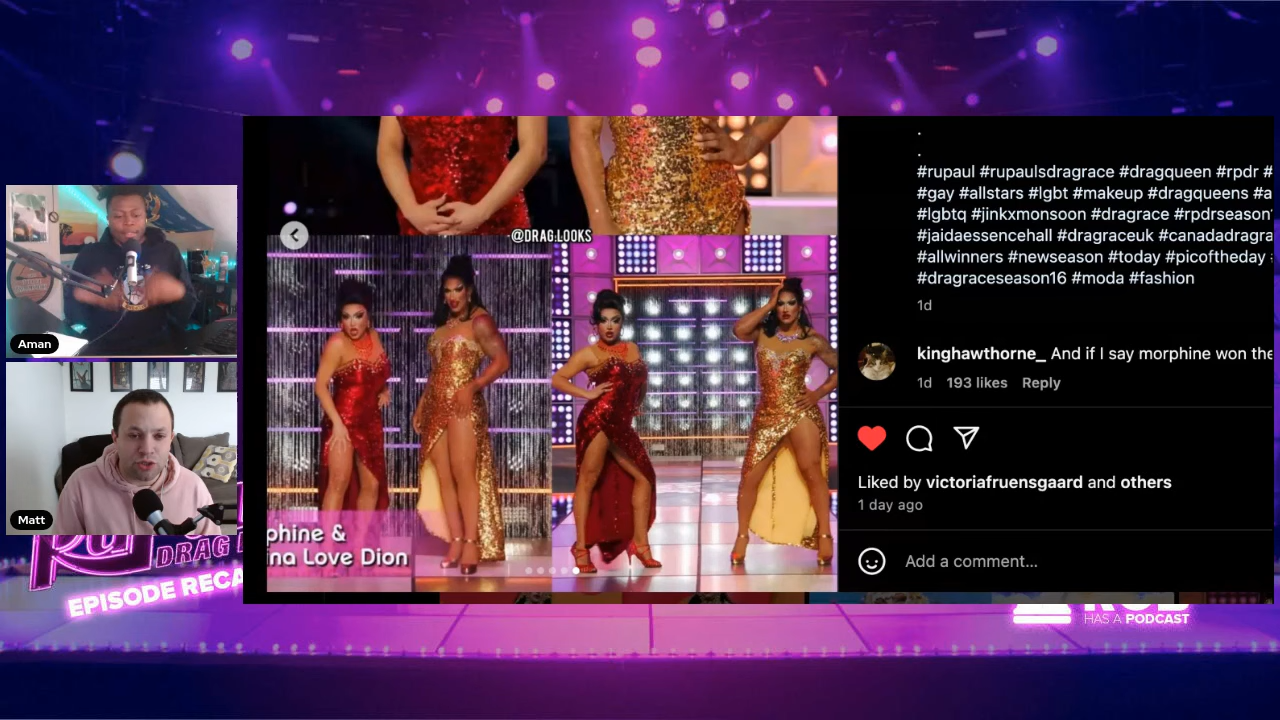 Aman
Matt
DRAG
EPISODE RECA
@DRAG.LOOKS
phine &
na Love Dion
.
.
#rupaul #rupaulsdragrace #dragqueen #rpdr #
#gay #allstars #lgbt #makeup #dragqueens #a
#lgbtq #jinkxmonsoon #dragrace #rpdrseason
#jaidaessencehall #dragraceuk #canadadragra
#allwinners #newseason #today #picoftheday
#dragraceseason16 #moda #fashion
1d
kinghawthorne_ And if I say morphine won the
1d 193 likes Reply
Liked by victoriafruensgaard and others
1 day ago
Add a comment...
HAS A PODCAST